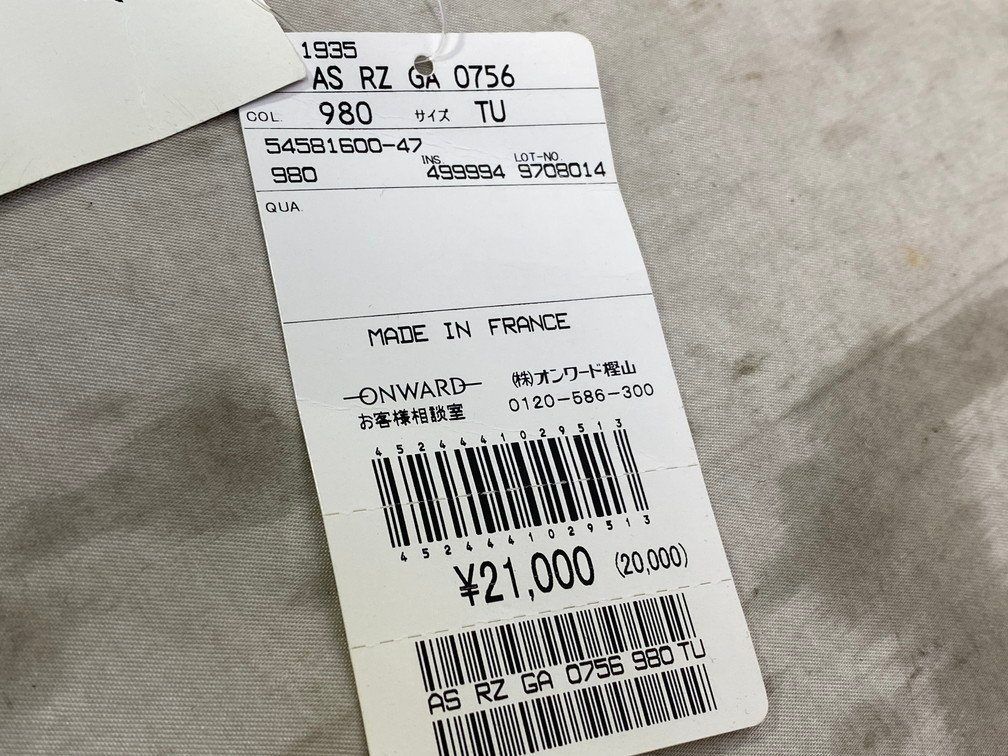 1935
AS RZ GA 0756
COL. 980 サイズ TU
54581600-47
980 INS. 499994 LOT-NO. 9708014
QUA.
MADE IN FRANCE
ONWARD (株)オンワード樫山
お客様相談室 0120-586-300
4524441029513
4524441029513
¥21,000 (20,000)
AS RZ GA 0756 980 TU